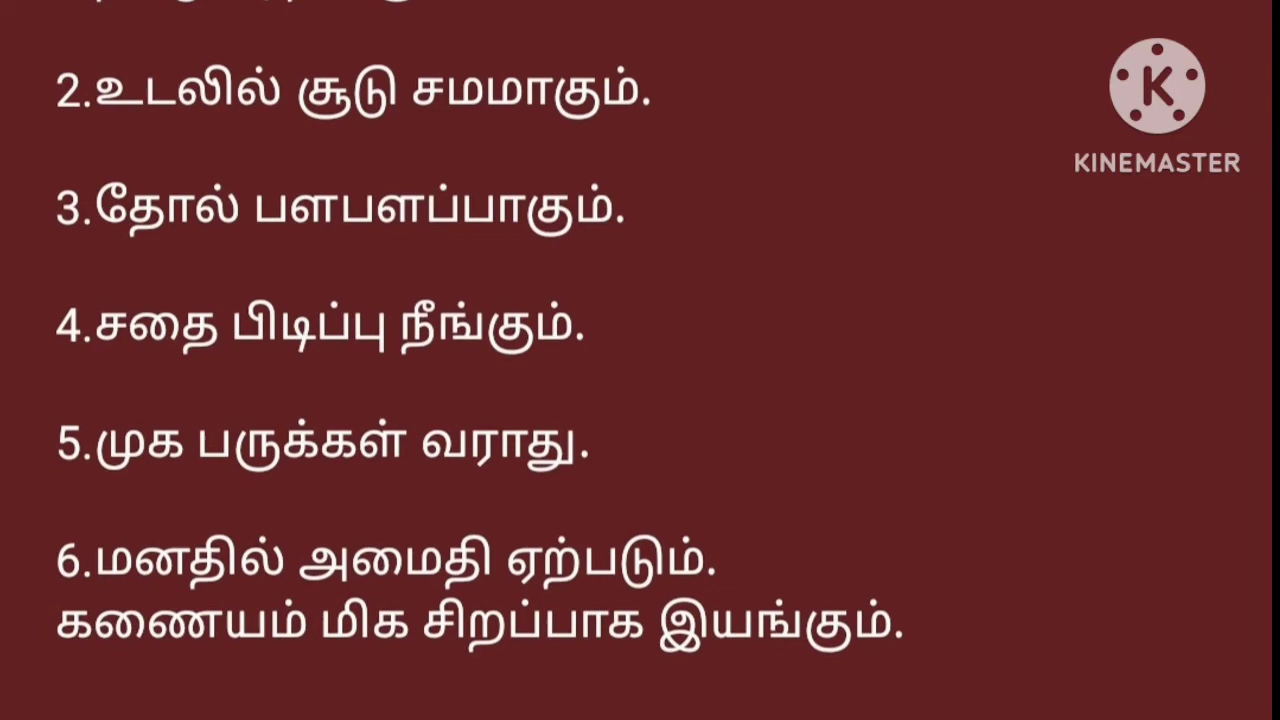 2.உடலில் சூடு சமமாகும்.
3.தோல் பளபளப்பாகும்.
4.சதை பிடிப்பு நீங்கும்.
5.முக பருக்கள் வராது.
6.மனதில் அமைதி ஏற்படும்.
கணையம் மிக சிறப்பாக இயங்கும்.
K
KINEMASTER